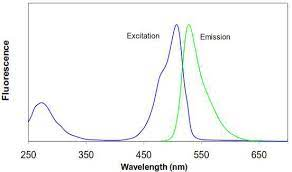 Excitation
Emission
Fluorescence
250 350 450 550 650
Wavelength (nm)